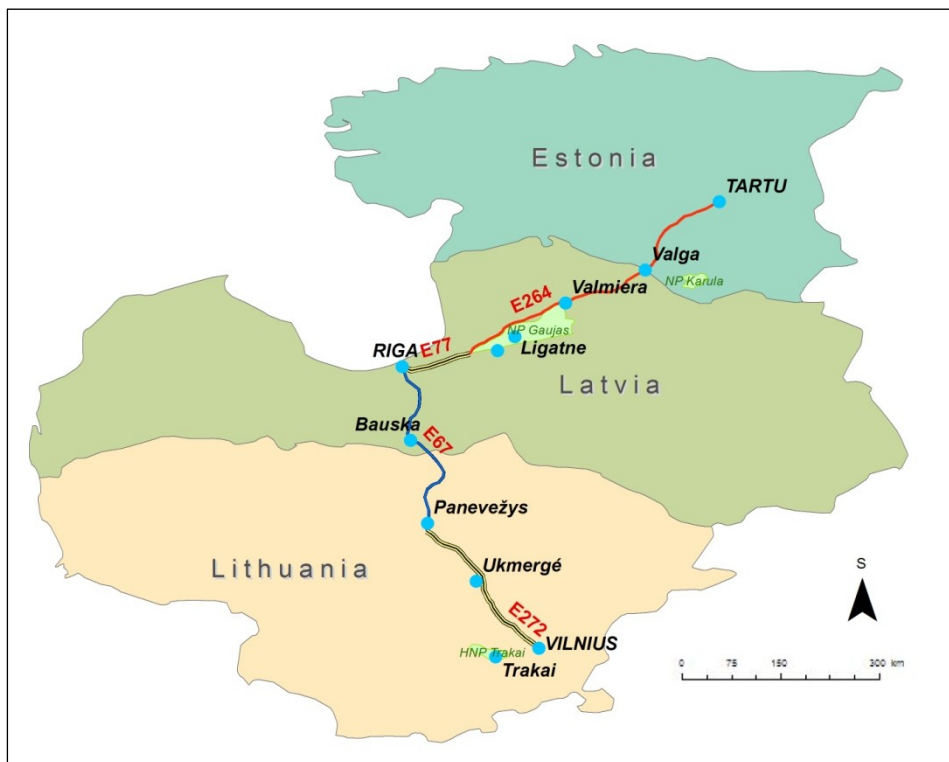 Estonia
TARTU
Valga
NP Karula
Valmiera
E264
NP Gaujas
Ligatne
E77
RIGA
Latvia
Bauska
E67
Panevežys
Lithuania
Ukmergé
E272
VILNIUS
HNP Trakai
Trakai
S
0 75 150 300 km